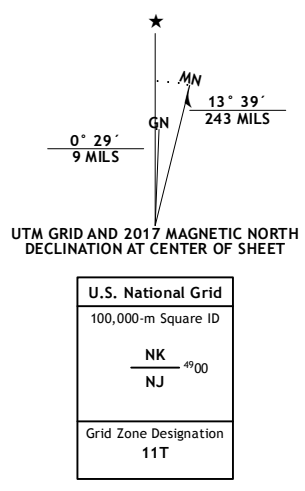 ★
MN
GN
13° 39´
243 MILS
0° 29´
9 MILS
UTM GRID AND 2017 MAGNETIC NORTH
DECLINATION AT CENTER OF SHEET
U.S. National Grid
100,000-m Square ID
NK
4900
NJ
Grid Zone Designation
11T